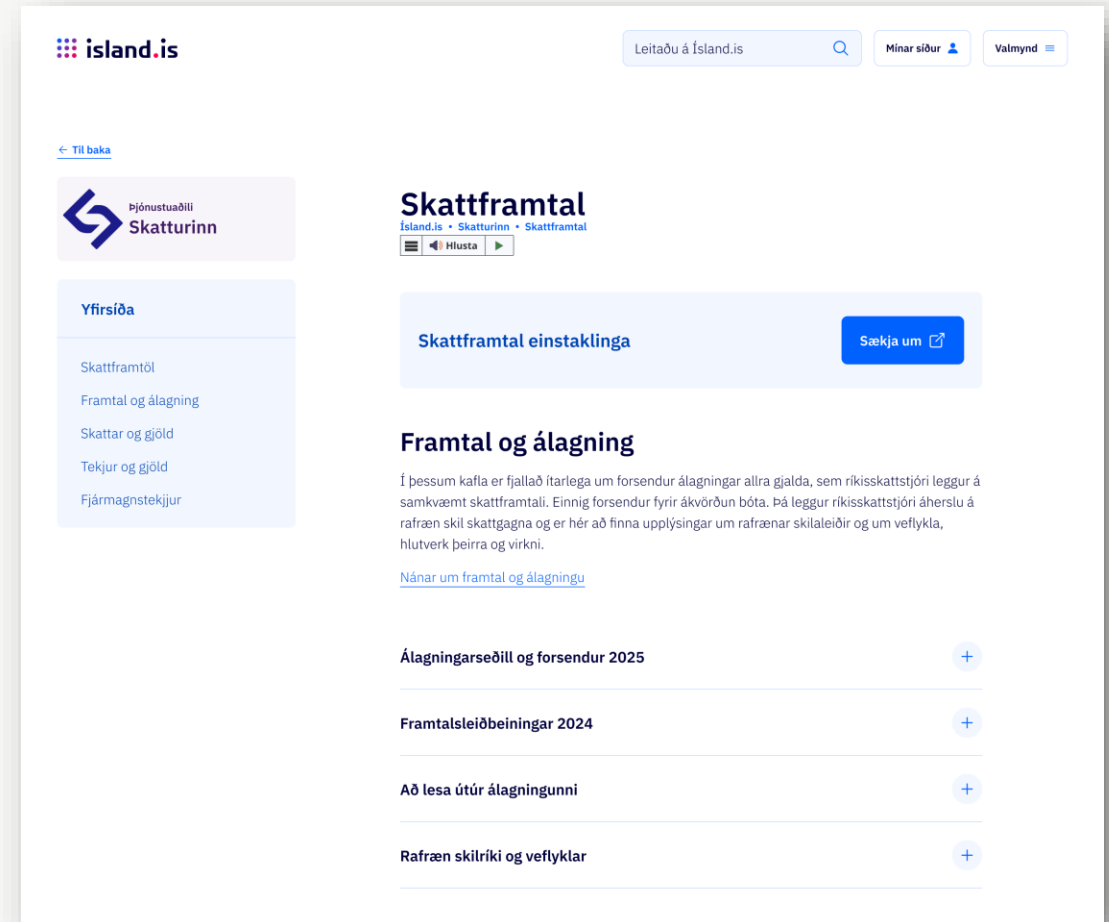 island.is
Leitaðu á Ísland.is
Mínar síður
Valmynd
Til baka
Þjónustuaðili
Skatturinn
Yfirsíða
Skattframtöl
Framtal og álagning
Skattar og gjöld
Tekjur og gjöld
Fjármagnstekjjur
Skattframtal
Ísland.is • Skatturinn • Skattframtal
Hlusta
Skattframtal einstaklinga
Sækja um
Framtal og álagning
Í þessum kafla er fjallað ítarlega um forsendur álagningar allra gjalda, sem ríkisskattstjóri leggur á
samkvæmt skattframtali. Einnig forsendur fyrir ákvörðun bóta. Þá leggur ríkisskattstjóri áherslu á
rafræn skil skattgagna og er hér að finna upplýsingar um rafrænar skilaleiðir og um veflykla,
hlutverk þeirra og virkni.
Nánar um framtal og álagningu
Álagningarseðill og forsendur 2025
Framtalsleiðbeiningar 2024
Að lesa útúr álagningunni
Rafræn skilríki og veflyklar